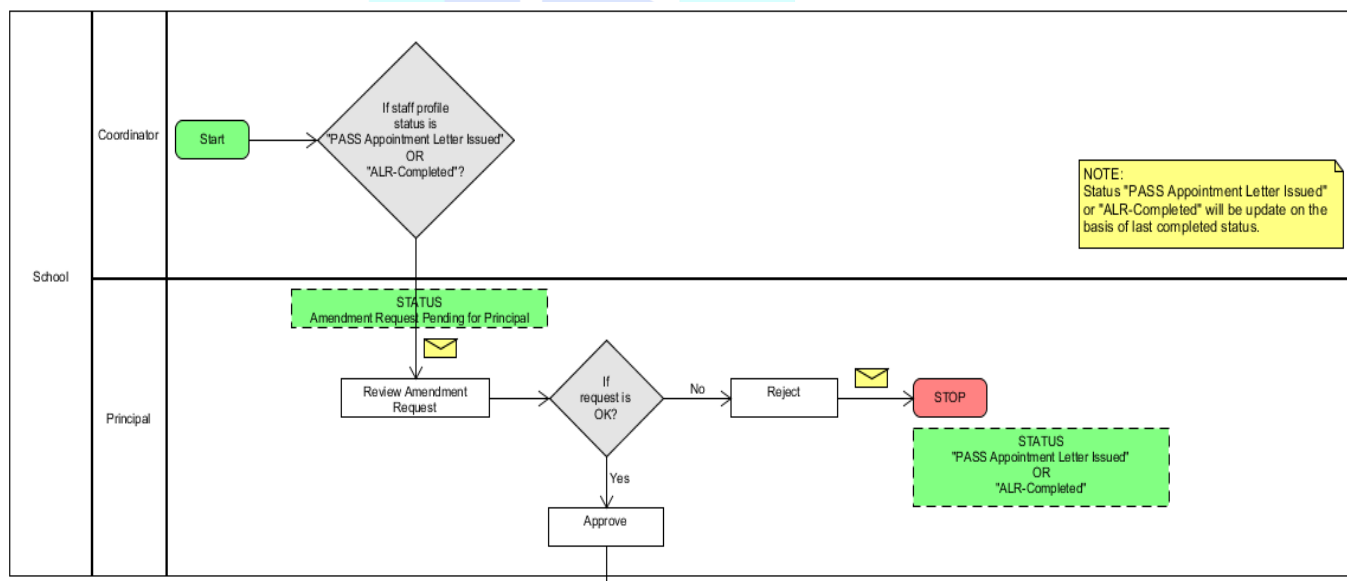 School
Coordinator
Start
If staff profile
status is
"PASS Appointment Letter Issued"
OR
"ALR-Completed"?
NOTE:
Status "PASS Appointment Letter Issued"
or "ALR-Completed" will be update on the
basis of last completed status.
Principal
STATUS
Amendment Request Pending for Principal
Review Amendment
Request
If
request is
OK?
No
Reject
STOP
STATUS
"PASS Appointment Letter Issued"
OR
"ALR-Completed"
Yes
Approve